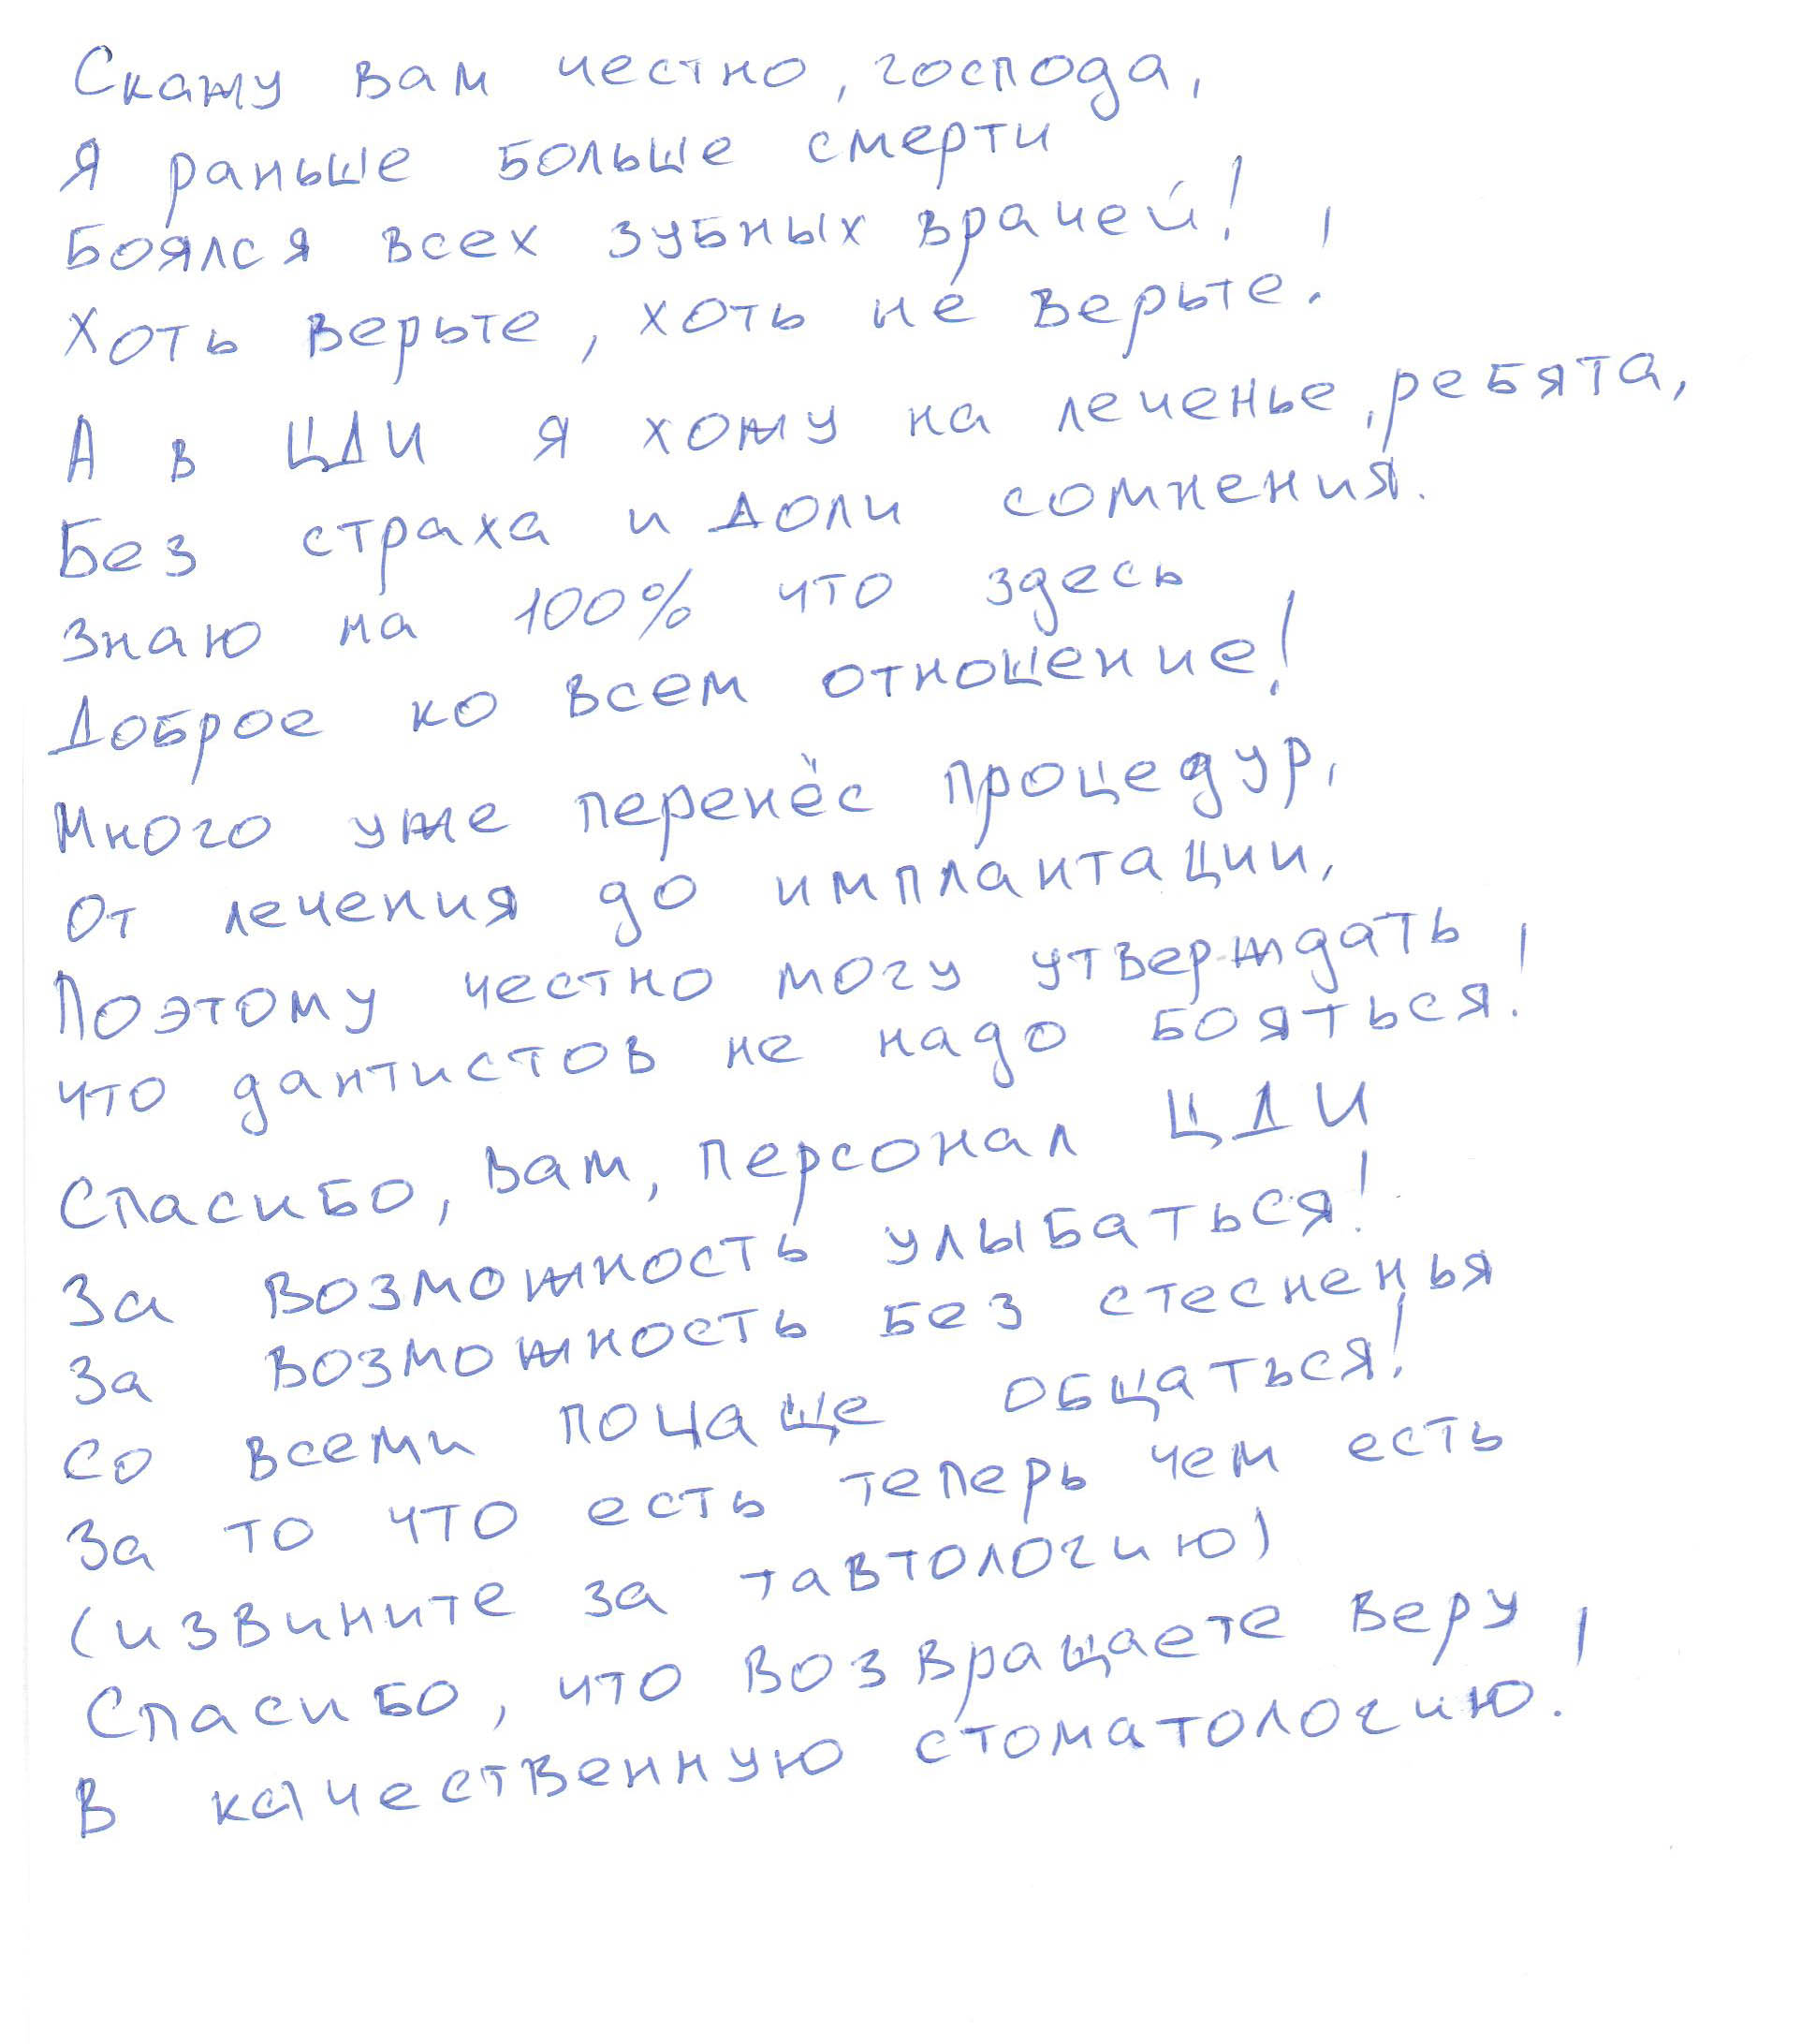 Скажу вам честно, господа,
Я раньше больше смерти
Боялся всех зубных врачей!
Хоть верьте, хоть не верьте!
А в ЦДИ я хожу на леченье, ребята,
Без страха и доли сомнения.
Знаю на 100% что здесь
Доброе ко всем отношение!
Много уже перенёс процедур,
От лечения до имплантации,
Поэтому честно могу утверждать
что дантистов не надо бояться!
Спасибо, Вам, персонал ЦДИ
За возможность улыбаться!
За возможность без стесненья
Со всеми почаще общаться!
За то что есть теперь чем есть
(извините за тавтологию)
Спасибо, что возвращаете веру
В качественную стоматологию!